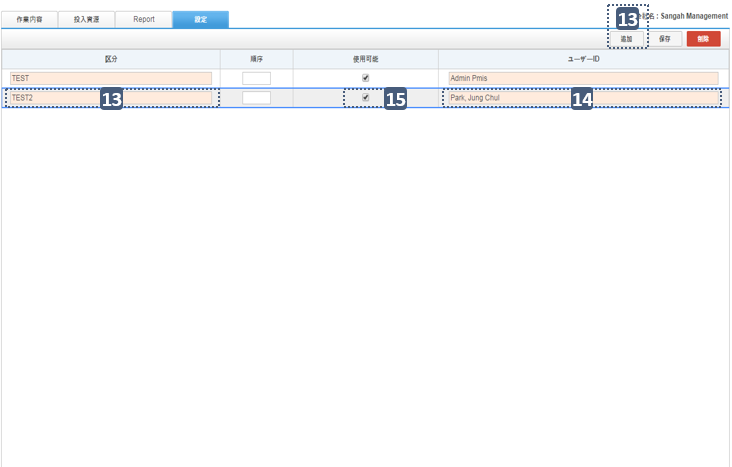 作業内容 投入資源 Report 設定 会社名 : Sangah Management
13
追加 保存 削除
区分 順序 使用可能 ユーザーID
TEST Admin Pmis
TEST2 13 15 Park, Jung Chul 14